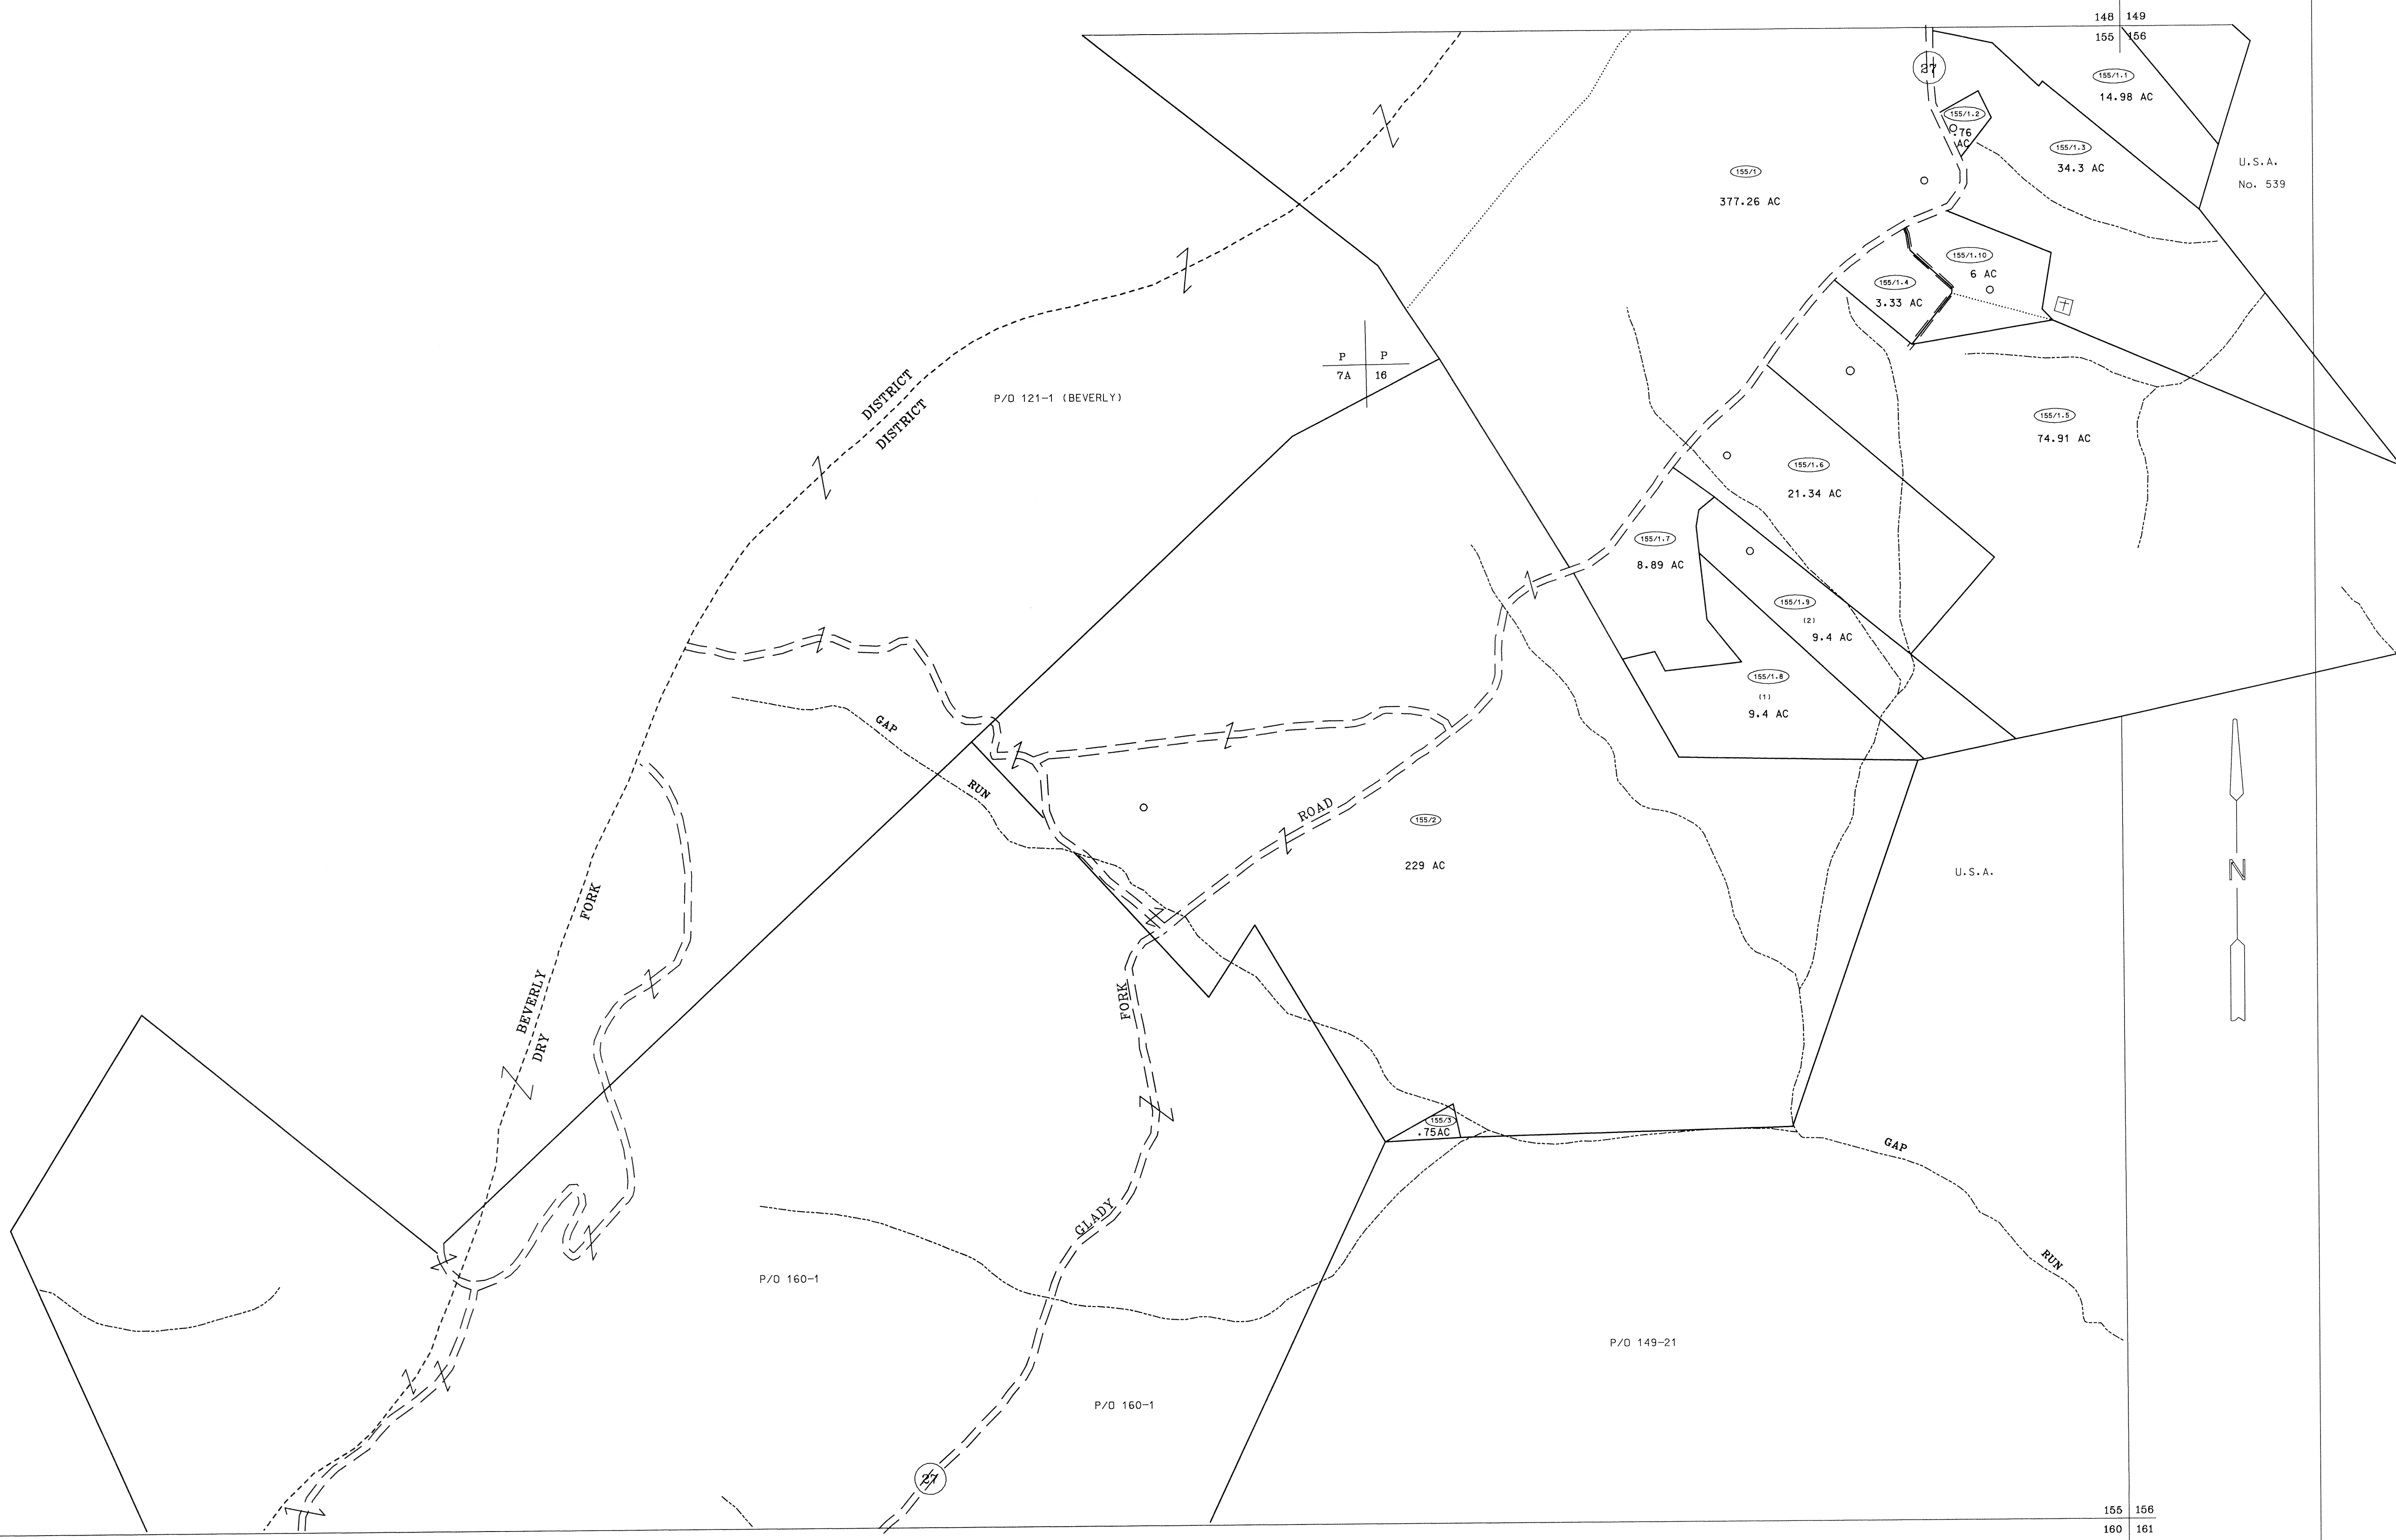 148 149
155 156
27
155/1.1
14.98 AC
155/1.2
.76
AC
155/1.3
34.3 AC
U.S.A.
No. 539
155/1
377.26 AC
155/1.10
6 AC
155/1.4
3.33 AC
P P
7A 16
DISTRICT
DISTRICT
P/O 121-1 (BEVERLY)
155/1.5
74.91 AC
155/1.6
21.34 AC
155/1.7
8.89 AC
155/1.9
(2)
9.4 AC
155/1.8
(1)
9.4 AC
GAP
RUN
ROAD
155/2
229 AC
U.S.A.
N
FORK
BEVERLY
DRY
FORK
155/3
.75AC
GAP
RUN
GLADY
P/O 160-1
P/O 149-21
P/O 160-1
27
155 156
160 161